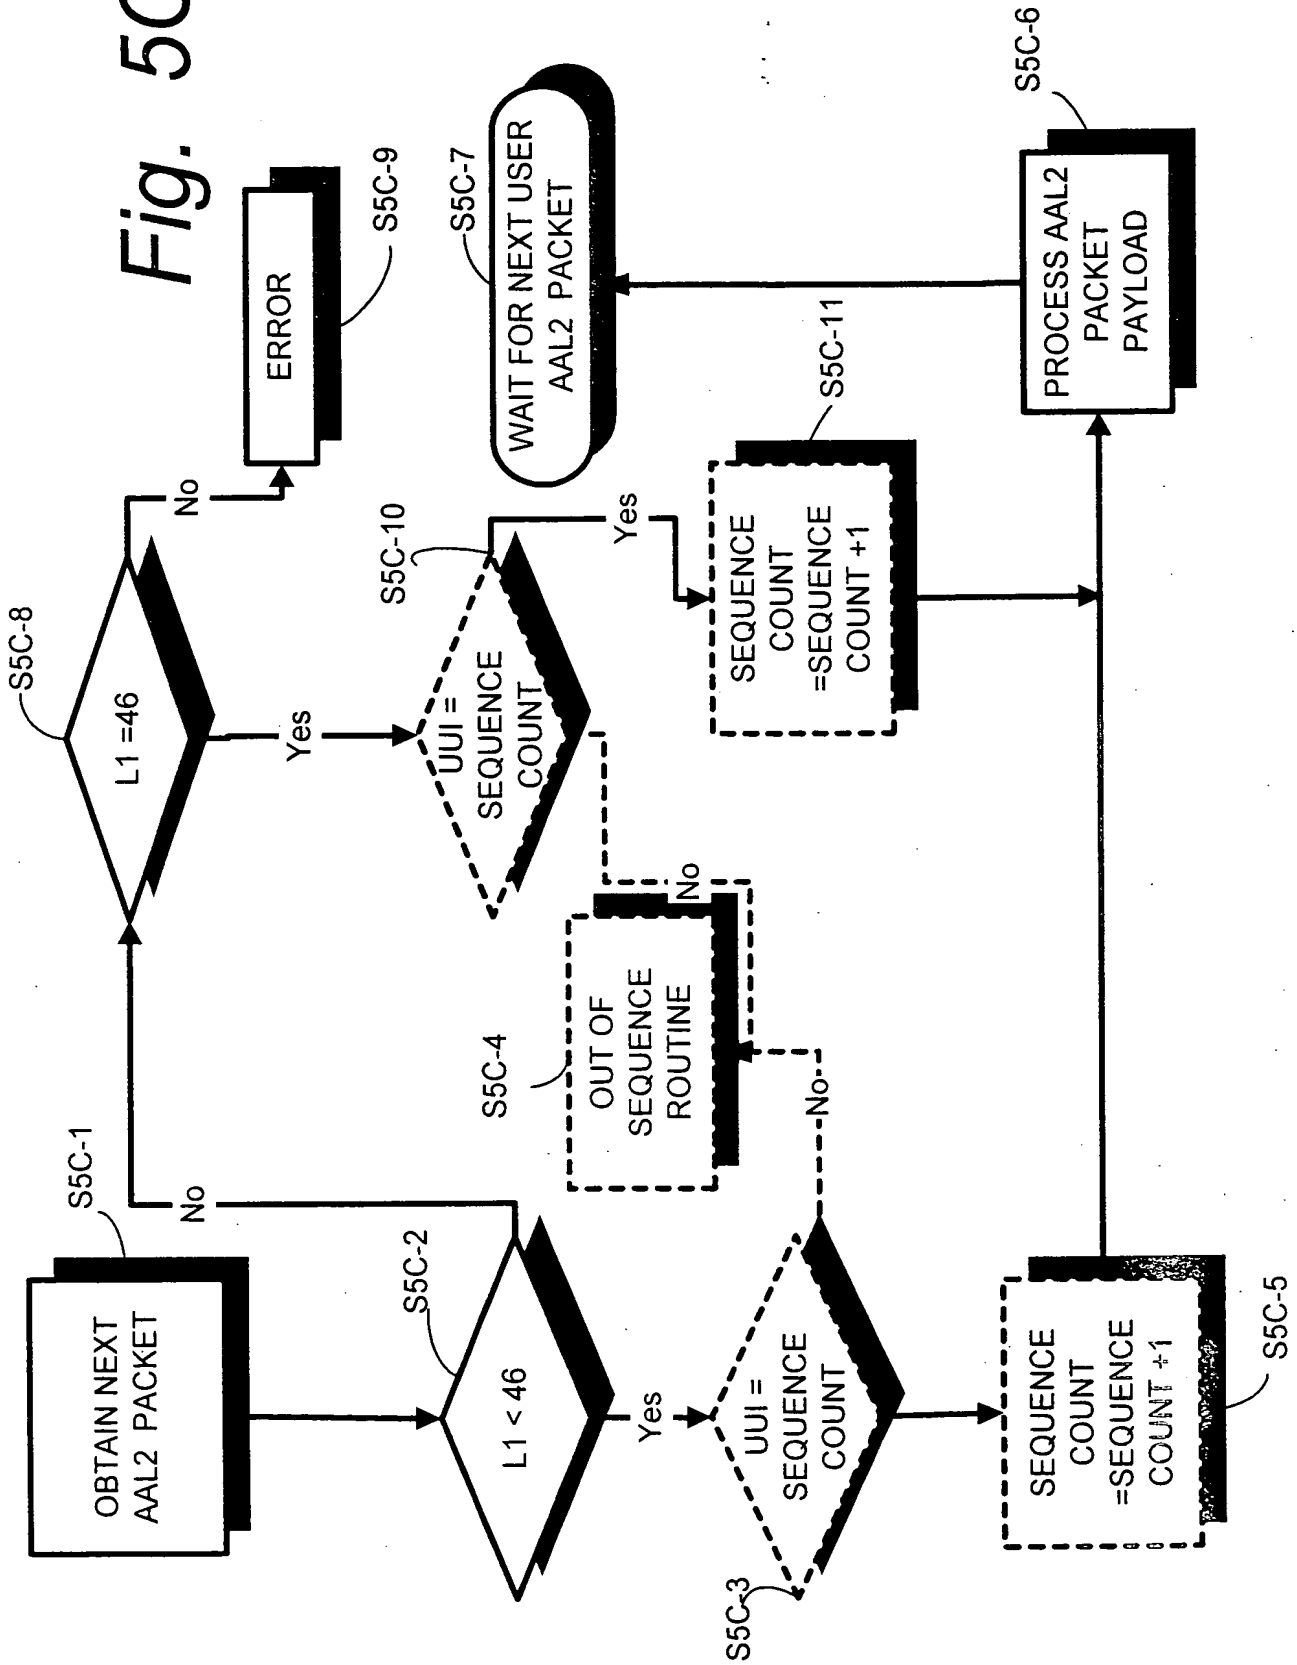 Fig. 5C
S5C-1
OBTAIN NEXT
AAL2 PACKET
S5C-2
L1 < 46
No
Yes
S5C-3
UUI =
SEQUENCE
COUNT
No
S5C-4
OUT OF
SEQUENCE
ROUTINE
S5C-5
SEQUENCE
COUNT
=SEQUENCE
COUNT +1
S5C-8
L1 =46
No
Yes
S5C-9
ERROR
S5C-10
UUI =
SEQUENCE
COUNT
No
Yes
S5C-11
SEQUENCE
COUNT
=SEQUENCE
COUNT +1
S5C-6
PROCESS AAL2
PACKET
PAYLOAD
S5C-7
WAIT FOR NEXT USER
AAL2 PACKET